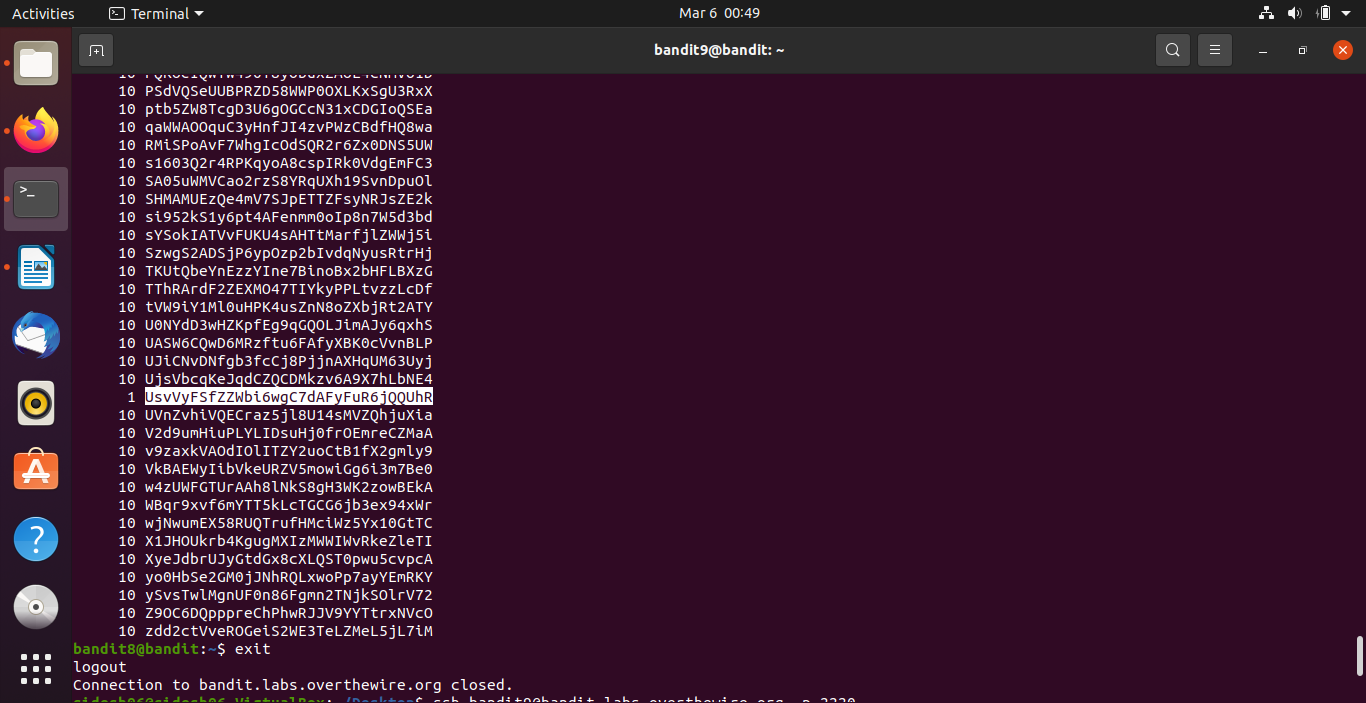 Activities
Terminal
Mar 6 00:49
bandit9@bandit: ~
10 PSdVQSeUUBPRZD58WWP0OXLKxSgU3RxX
10 ptb5ZW8TcgD3U6gOGCcN31xCDGIoQSEa
10 qaWWAOOquC3yHnfJI4zvPWzCBdfHQ8wa
10 RMiSPoAvF7WhgIcOdSQR2r6Zx0DNS5UW
10 s1603Q2r4RPKqyoA8cspIRk0VdgEmFC3
10 SA05uWMVCao2rzS8YRqUXh19SvnDpuOl
10 SHMAMUEzQe4mV7SJpETTZFsyNRJsZE2k
10 si952kS1y6pt4AFenmm0oIp8n7W5d3bd
10 sYSokIATVvFUKU4sAHTtMarfjlZWWj5i
10 SzwgS2ADSjP6ypOzp2bIvdqNyusRtrHj
10 TKUtQbeYnEzzYIne7BinoBx2bHFLBXzG
10 TThRArdF2ZEXMO47TIYkyPPLtvzzLcDf
10 tVW9iY1Ml0uHPK4usZnN8oZXbjRt2ATY
10 U0NYdD3wHZKpfEg9qGQOLJimAJy6qxhS
10 UASW6CQwD6MRzftu6FAfyXBK0cVvnBLP
10 UJiCNvDNfgb3fcCj8PjjnAXHqUM63Uyj
10 UjsVbcqKeJqdCZQCDMkzv6A9X7hLbNE4
1 UsvVyFSfZZWbi6wgC7dAFyFuR6jQQUhR
10 UVnZvhiVQECraz5jl8U14sMVZQhjuXia
10 V2d9umHiuPLYLIDsuHj0frOEmreCZMaA
10 v9zaxkVAOdIOlITZY2uoCtB1fX2gmly9
10 VkBAEWyIibVkeURZV5mowiGg6i3m7Be0
10 w4zUWFGTUrAAh8lNkS8gH3WK2zowBEkA
10 WBqr9xvf6mYTT5kLcTGCG6jb3ex94xWr
10 wjNwumEX58RUQTrufHMciWz5Yx10GtTC
10 X1JHOUkrb4KgugMXIzMWWIWvRkeZleTI
10 XyeJdbrUJyGtdGx8cXLQST0pwu5cvpcA
10 yo0HbSe2GM0jJNhRQLxwoPp7ayYEmRKY
10 ySvsTwlMgnUF0n86Fgmn2TNjkSOlrV72
10 Z9OC6DQpppreChPhwRJJV9YYTtrxNVcO
10 zdd2ctVveROGeiS2WE3TeLZMeL5jL7iM
bandit8@bandit:~$ exit
logout
Connection to bandit.labs.overthewire.org closed.